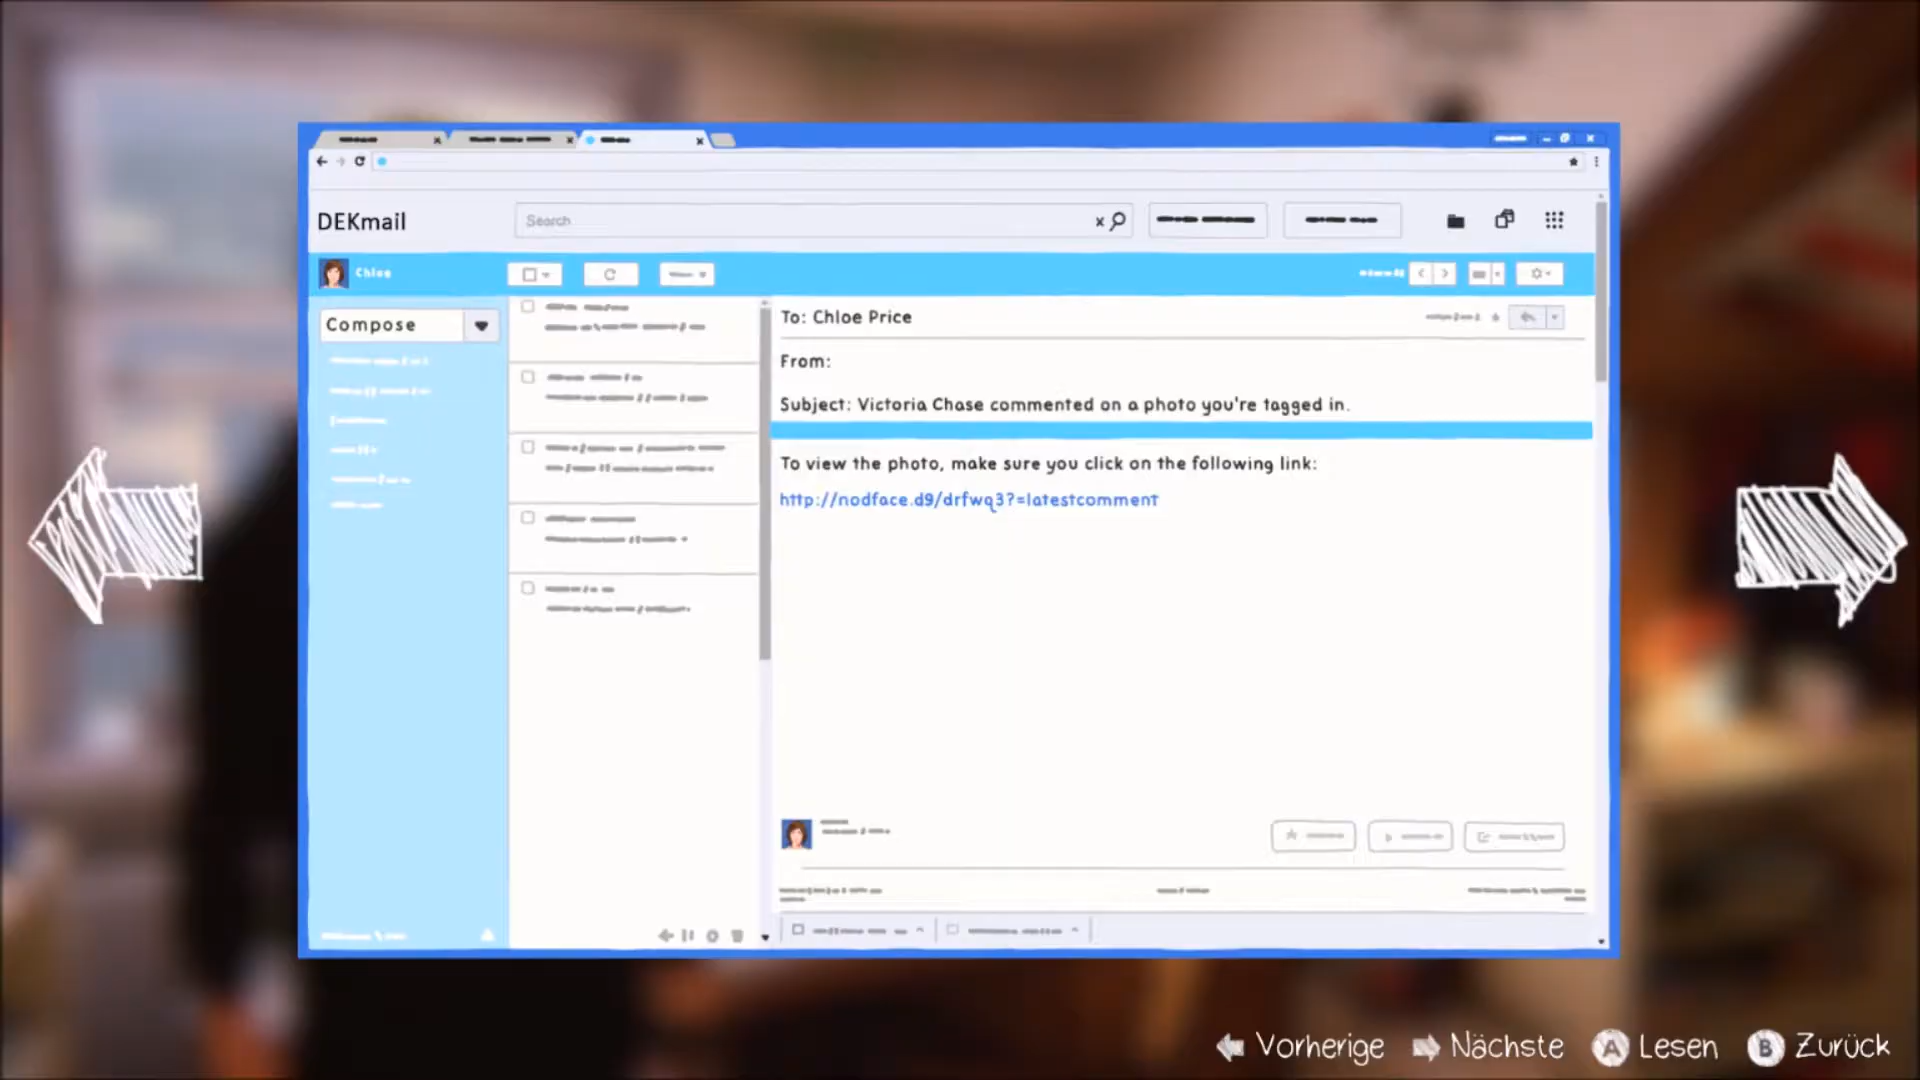 DEKmail
Search
Chloe
Compose
To: Chloe Price
From:
Subject: Victoria Chase commented on a photo you're tagged in.
To view the photo, make sure you click on the following link:
http://nodface.d9/drfwq3?=latestcomment
Vorherige Nächste A Lesen B Zurück